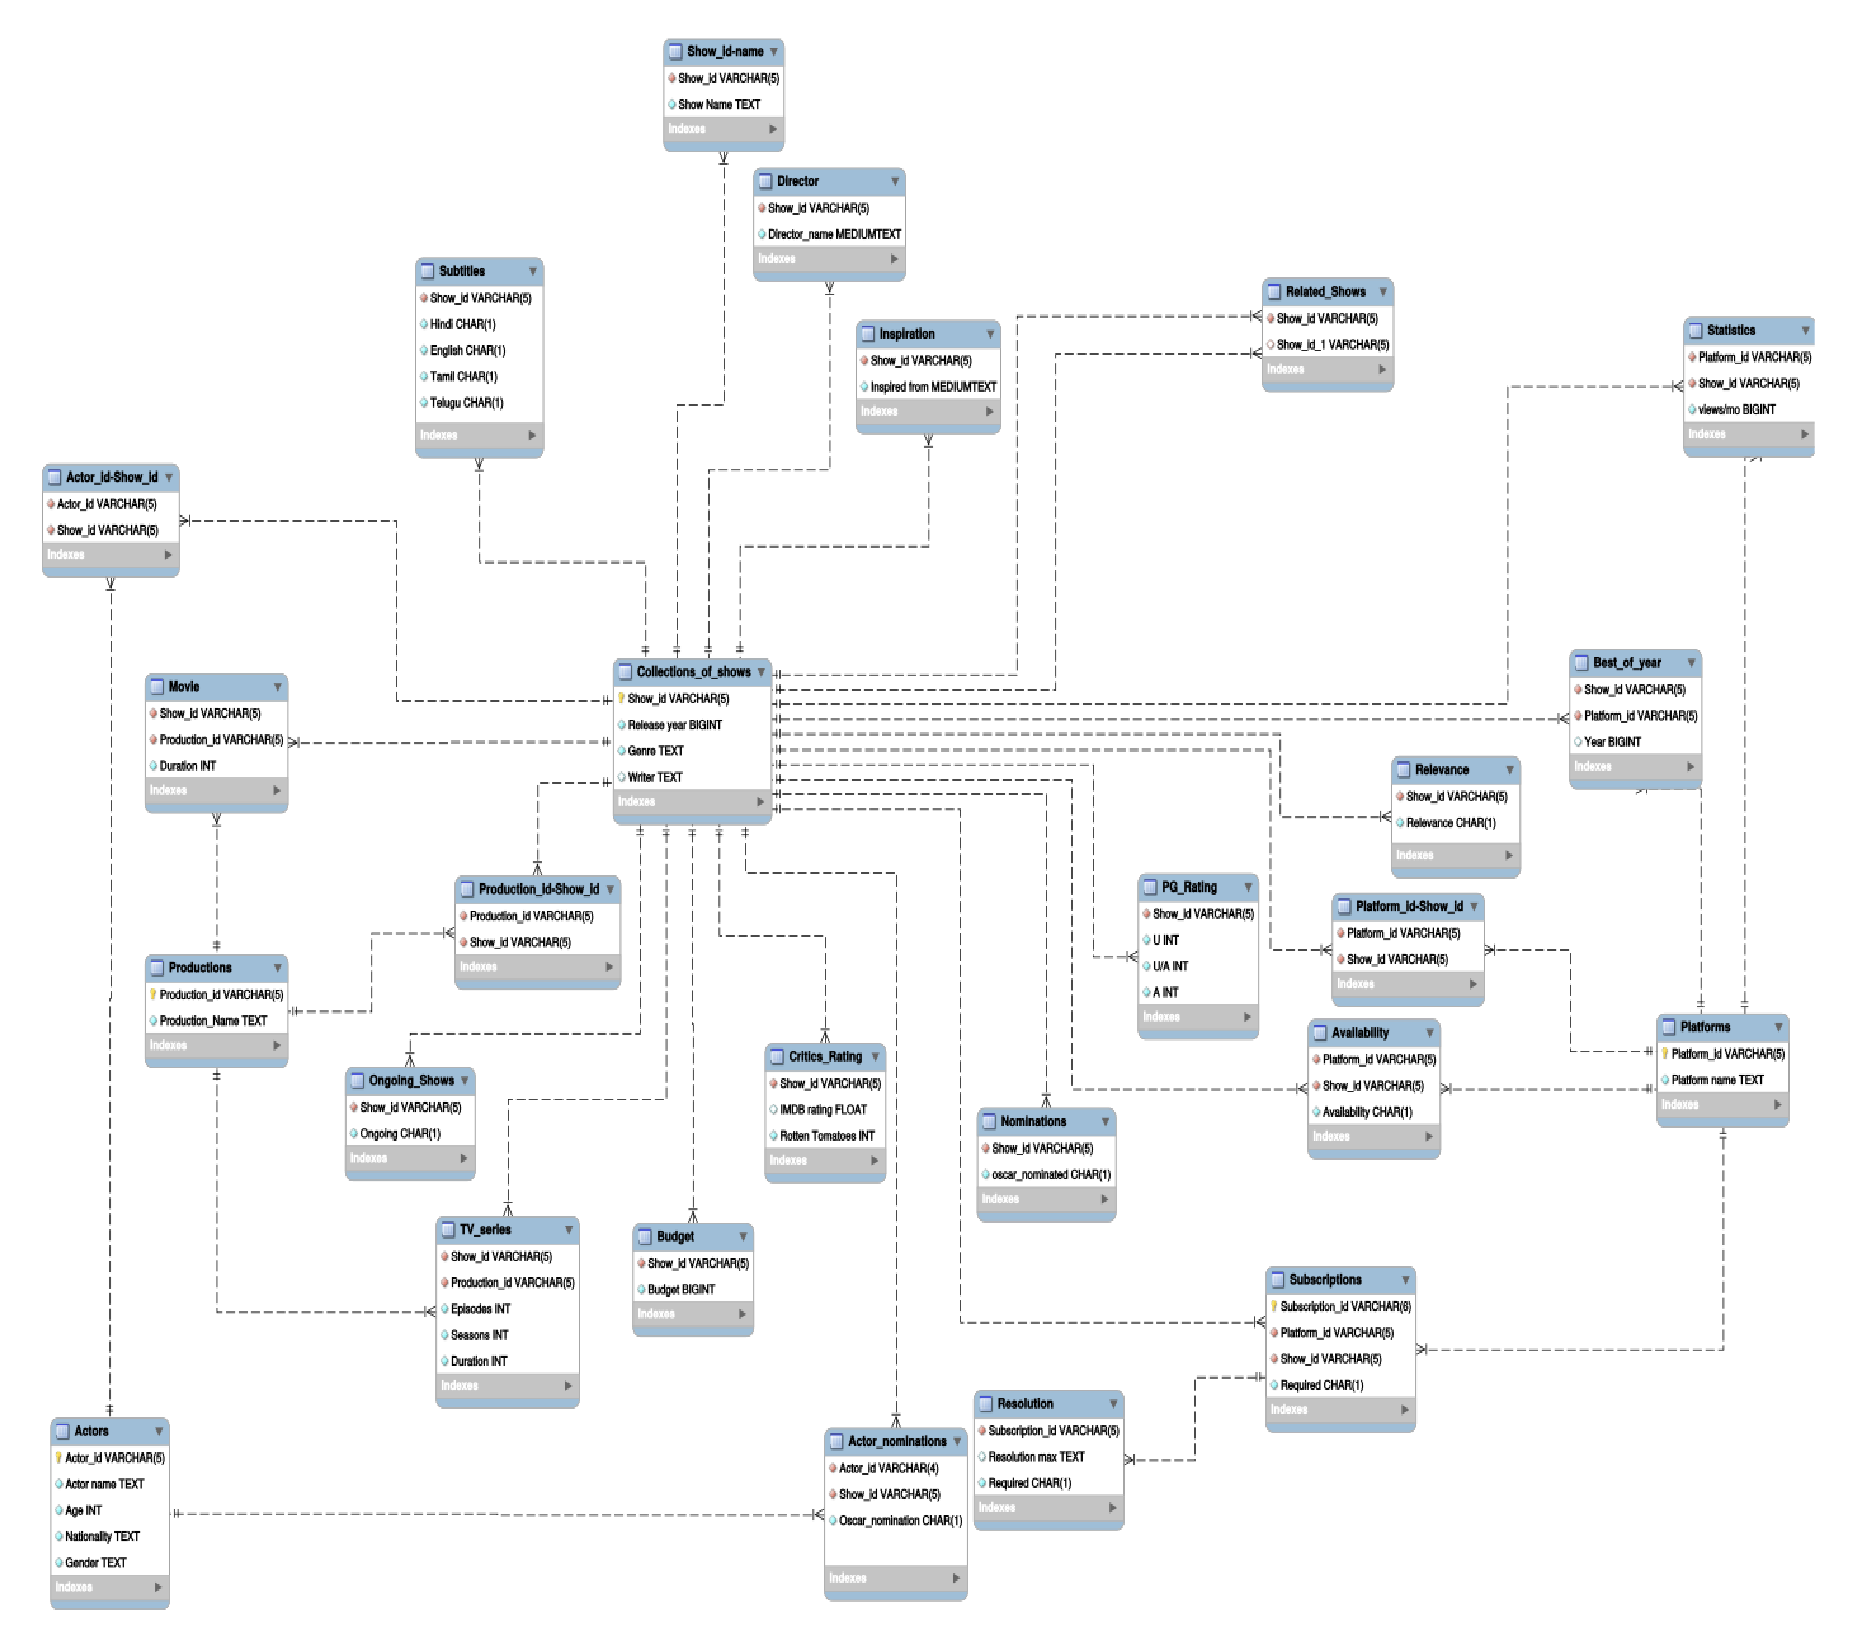 Show_id-name
Show_id VARCHAR(5)
Show Name TEXT
Indexes
Director
Show_id VARCHAR(5)
Director_name MEDIUMTEXT
Indexes
Subtitles
Show_id VARCHAR(5)
Hindi CHAR(1)
English CHAR(1)
Tamil CHAR(1)
Telugu CHAR(1)
Indexes
Inspiration
Show_id VARCHAR(5)
Inspired from MEDIUMTEXT
Indexes
Related_Shows
Show_id VARCHAR(5)
Show_id_1 VARCHAR(5)
Indexes
Statistics
Platform_id VARCHAR(5)
Show_id VARCHAR(5)
views/mo BIGINT
Indexes
Actor_id-Show_id
Actor_id VARCHAR(5)
Show_id VARCHAR(5)
Indexes
Movie
Show_id VARCHAR(5)
Production_id VARCHAR(5)
Duration INT
Indexes
Collections_of_shows
Show_id VARCHAR(5)
Release year BIGINT
Genre TEXT
Writer TEXT
Indexes
Best_of_year
Show_id VARCHAR(5)
Platform_id VARCHAR(5)
Year BIGINT
Indexes
Relevance
Show_id VARCHAR(5)
Relevance CHAR(1)
Indexes
Production_id-Show_id
Production_id VARCHAR(5)
Show_id VARCHAR(5)
Indexes
PG_Rating
Show_id VARCHAR(5)
U INT
U/A INT
A INT
Indexes
Platform_id-Show_id
Platform_id VARCHAR(5)
Show_id VARCHAR(5)
Indexes
Productions
Production_id VARCHAR(5)
Production_Name TEXT
Indexes
Availability
Platform_id VARCHAR(5)
Show_id VARCHAR(5)
Availability CHAR(1)
Indexes
Platforms
Platform_id VARCHAR(5)
Platform name TEXT
Indexes
Ongoing_Shows
Show_id VARCHAR(5)
Ongoing CHAR(1)
Indexes
Critics_Rating
Show_id VARCHAR(5)
IMDB rating FLOAT
Rotten Tomatoes INT
Indexes
Nominations
Show_id VARCHAR(5)
oscar_nominated CHAR(1)
Indexes
TV_series
Show_id VARCHAR(5)
Production_id VARCHAR(5)
Episodes INT
Seasons INT
Duration INT
Indexes
Budget
Show_id VARCHAR(5)
Budget BIGINT
Indexes
Subscriptions
Subscription_id VARCHAR(6)
Platform_id VARCHAR(5)
Show_id VARCHAR(5)
Required CHAR(1)
Indexes
Resolution
Subscription_id VARCHAR(5)
Resolution max TEXT
Required CHAR(1)
Indexes
Actors
Actor_id VARCHAR(5)
Actor name TEXT
Age INT
Nationality TEXT
Gender TEXT
Indexes
Actor_nominations
Actor_id VARCHAR(4)
Show_id VARCHAR(5)
Oscar_nomination CHAR(1)
Indexes